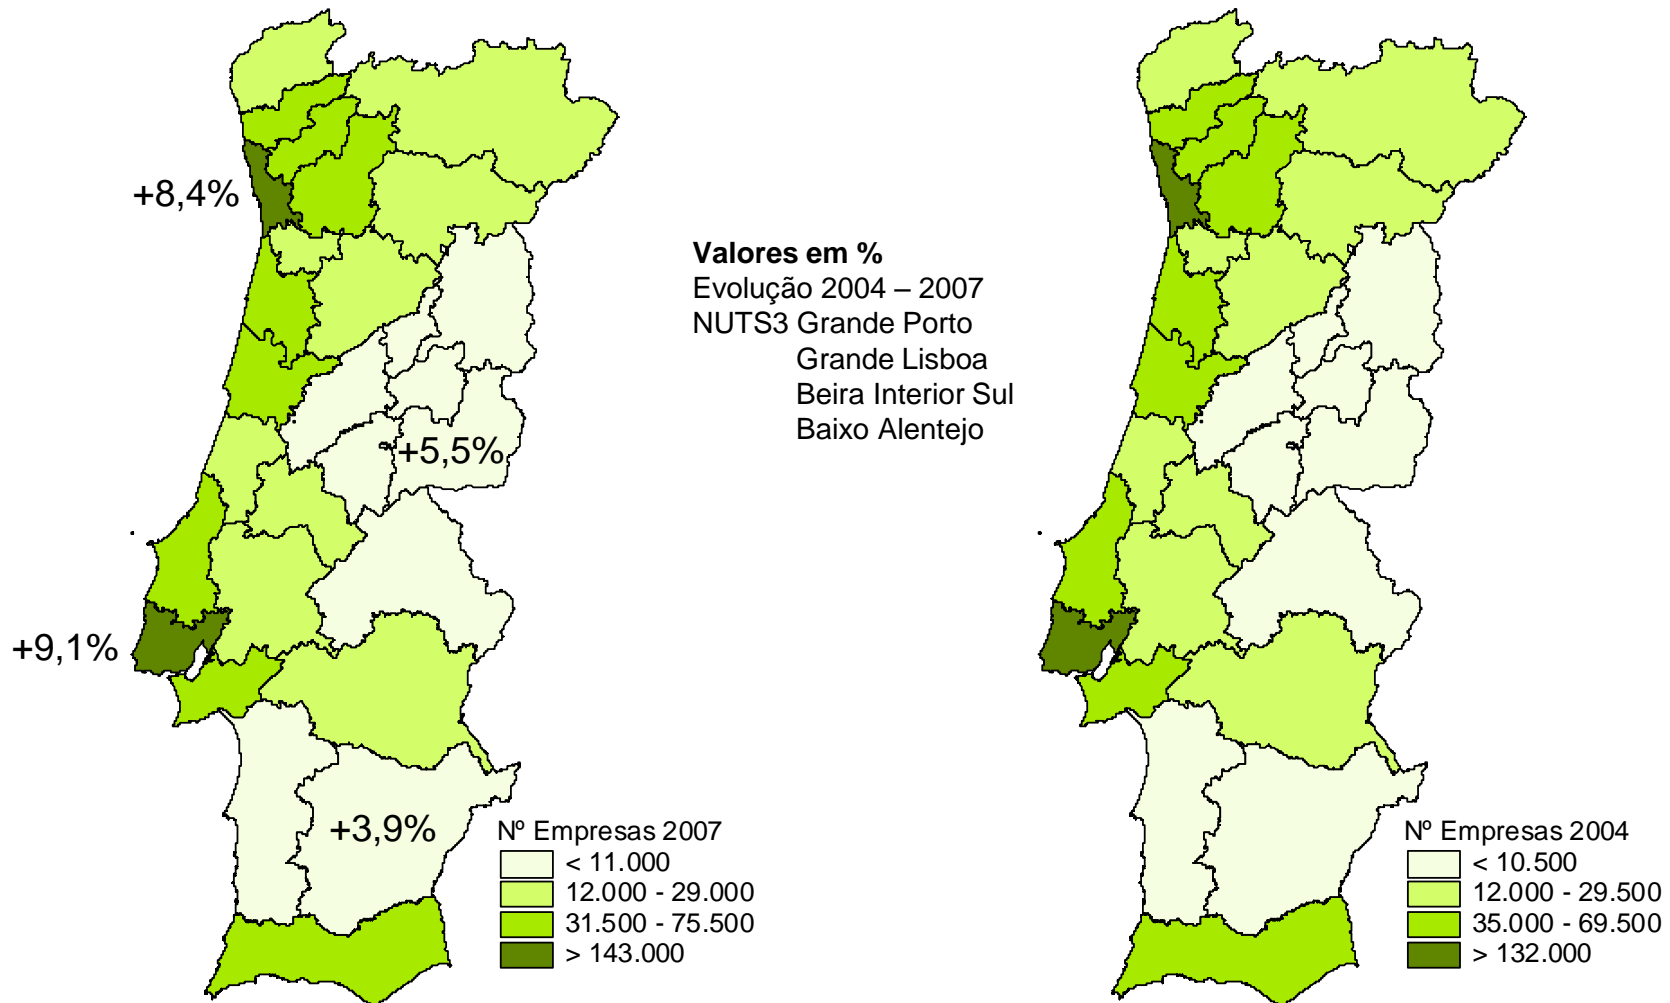 +8,4%
Valores em %
Evolução 2004 – 2007
NUTS3 Grande Porto
Grande Lisboa
Beira Interior Sul
Baixo Alentejo
+5,5%
+9,1%
+3,9%
Nº Empresas 2007
< 11.000
12.000 - 29.000
31.500 - 75.500
> 143.000
Nº Empresas 2004
< 10.500
12.000 - 29.500
35.000 - 69.500
> 132.000